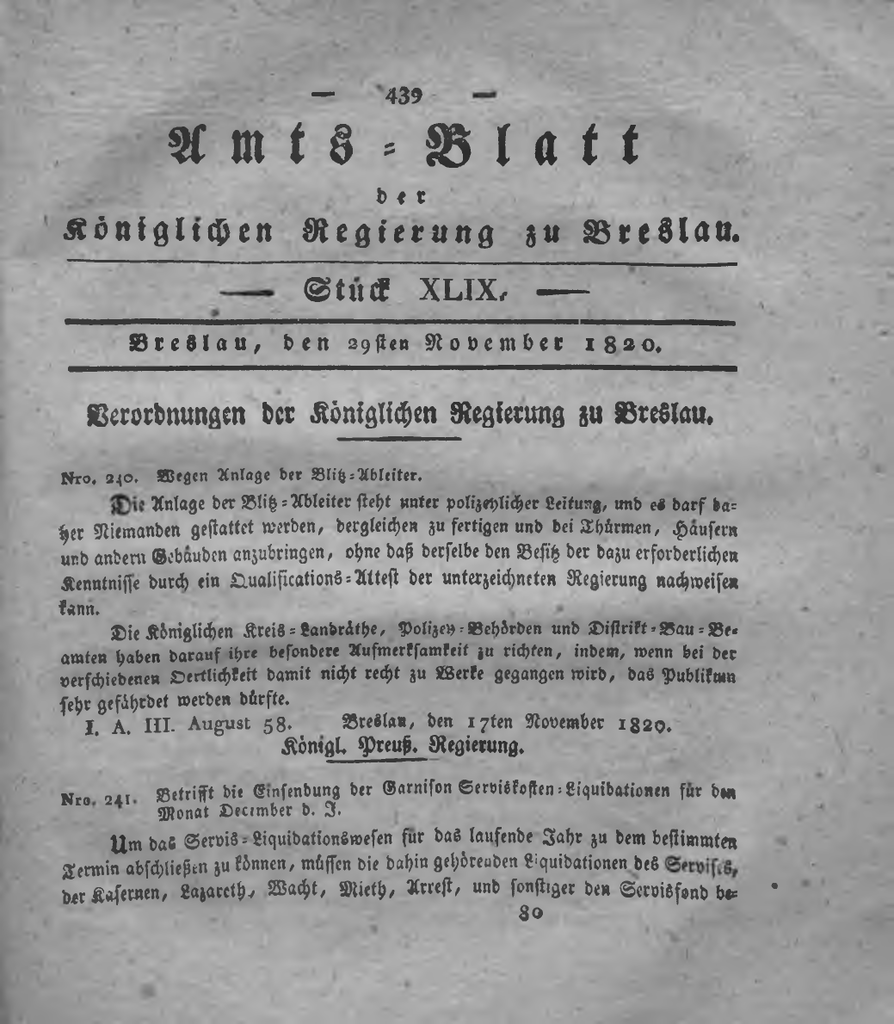 — 439 —
Amts-Blatt
der
Königlichen Regierung zu Breslau.
— Stück XLIX. —
Breslau, den 29sten November 1820.
Verordnungen der Königlichen Regierung zu Breslau.
Nro. 240. Wegen Anlage der Blitz-Ableiter.
Die Anlage der Blitz-Ableiter steht unter polizeylicher Leitung, und es darf da-
her Niemanden gestattet werden, dergleichen zu fertigen und bei Thürmen, Häusern
und andern Gebäuden anzubringen, ohne daß derselbe den Besitz der dazu erforderlichen
Kenntnisse durch ein Qualifications-Attest der unterzeichneten Regierung nachweisen
kann.
Die Königlichen Kreis-Landräthe, Polizey-Behörden und Distrikt-Bau-Be-
amten haben darauf ihre besondere Aufmerksamkeit zu richten, indem, wenn bei der
verschiedenen Oertlichkeit damit nicht recht zu Werke gegangen wird, das Publikum
sehr gefährdet werden dürfte.
I. A. III. August 58. Breslau, den 17ten November 1820.
Königl. Preuß. Regierung.
Nro. 241. Betrifft die Einsendung der Garnison Serviskosten-Liquidationen für den
Monat December d. J.
Um das Servis-Liquidationswesen für das laufende Jahr zu dem bestimmten
Termin abschließen zu können, müssen die dahin gehörenden Liquidationen des Servises,
der Kasernen, Lazareth, Wacht, Mieth, Arrest, und sonstiger den Servisfond be-
80